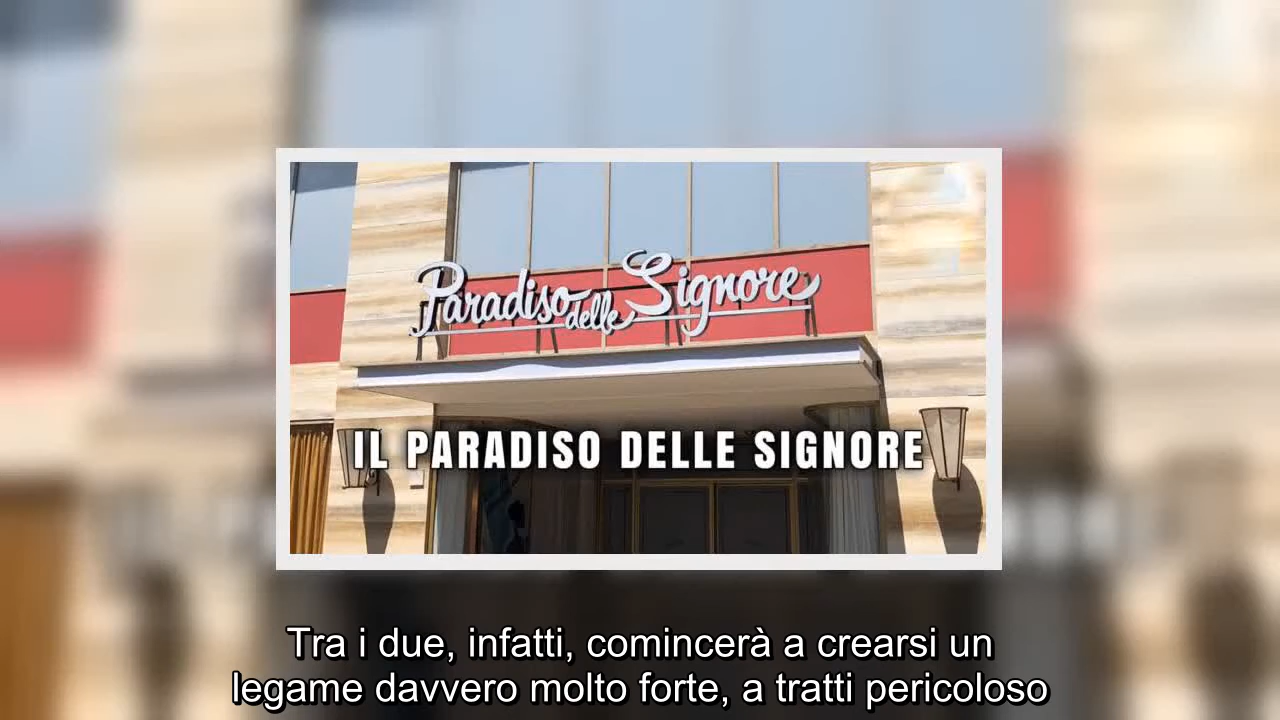 Paradiso delle Signore
IL PARADISO DELLE SIGNORE
Tra i due, infatti, comincerà a crearsi un
legame davvero molto forte, a tratti pericoloso